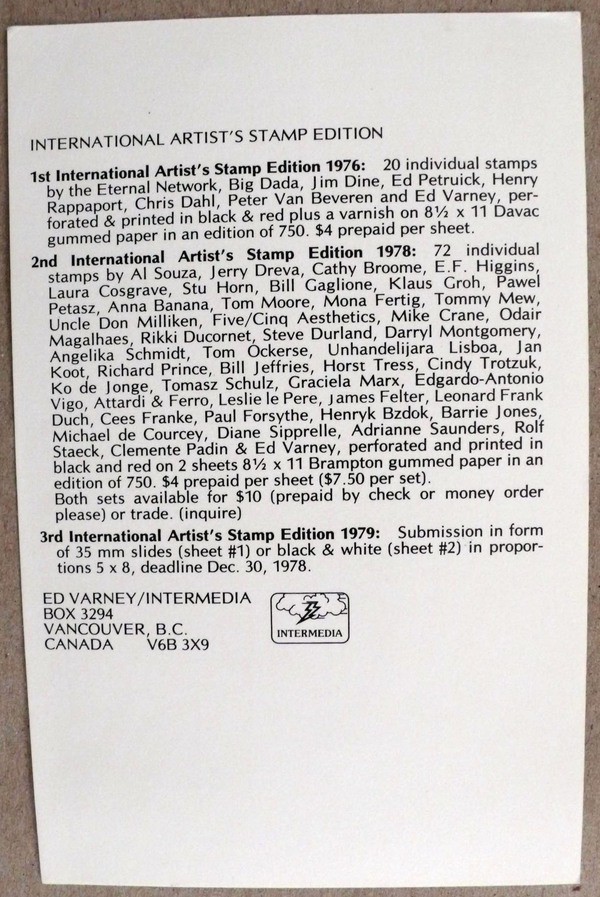 INTERNATIONAL ARTIST'S STAMP EDITION
1st International Artist's Stamp Edition 1976: 20 individual stamps
by the Eternal Network, Big Dada, Jim Dine, Ed Petruick, Henry
Rappaport, Chris Dahl, Peter Van Beveren and Ed Varney, per-
forated & printed in black & red plus a varnish on 8½ x 11 Davac
gummed paper in an edition of 750. $4 prepaid per sheet.
2nd International Artist's Stamp Edition 1978: 72 individual
stamps by Al Souza, Jerry Dreva, Cathy Broome, E.F. Higgins,
Laura Cosgrave, Stu Horn, Bill Gaglione, Klaus Groh, Pawel
Petasz, Anna Banana, Tom Moore, Mona Fertig, Tommy Mew,
Uncle Don Milliken, Five/Cinq Aesthetics, Mike Crane, Odair
Magalhaes, Rikki Ducornet, Steve Durland, Darryl Montgomery,
Angelika Schmidt, Tom Ockerse, Unhandelijara Lisboa, Jan
Koot, Richard Prince, Bill Jeffries, Horst Tress, Cindy Trotzuk,
Ko de Jonge, Tomasz Schulz, Graciela Marx, Edgardo-Antonio
Vigo, Attardi & Ferro, Leslie le Pere, James Felter, Leonard Frank
Duch, Cees Franke, Paul Forsythe, Henryk Bzdok, Barrie Jones,
Michael de Courcey, Diane Sipprelle, Adrianne Saunders, Rolf
Staeck, Clemente Padin & Ed Varney, perforated and printed in
black and red on 2 sheets 8½ x 11 Brampton gummed paper in an
edition of 750. $4 prepaid per sheet ($7.50 per set).
Both sets available for $10 (prepaid by check or money order
please) or trade. (inquire)
3rd International Artist's Stamp Edition 1979: Submission in form
of 35 mm slides (sheet #1) or black & white (sheet #2) in propor-
tions 5 x 8, deadline Dec. 30, 1978.
ED VARNEY/INTERMEDIA
BOX 3294
VANCOUVER, B.C.
CANADA V6B 3X9
INTERMEDIA